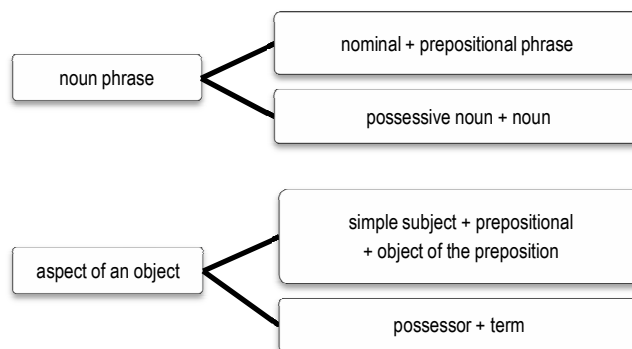 nominal + prepositional phrase
noun phrase
possessive noun + noun
simple subject + prepositional
+ object of the preposition
aspect of an object
possessor + term